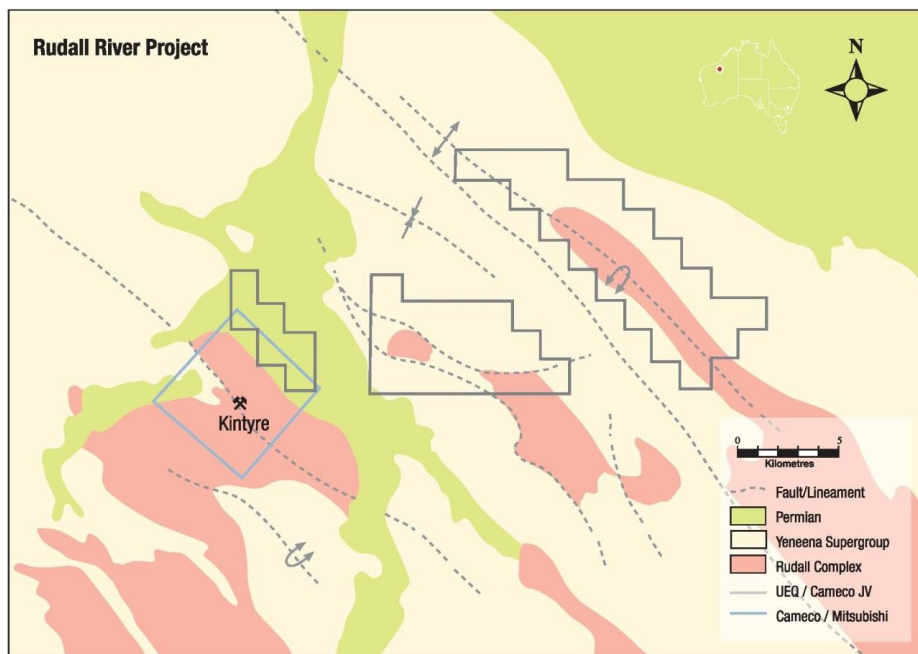 Rudall River Project
N
Kintyre
0 5
Kilometres
Fault/Lineament
Permian
Yeneena Supergroup
Rudall Complex
UEQ / Cameco JV
Cameco / Mitsubishi